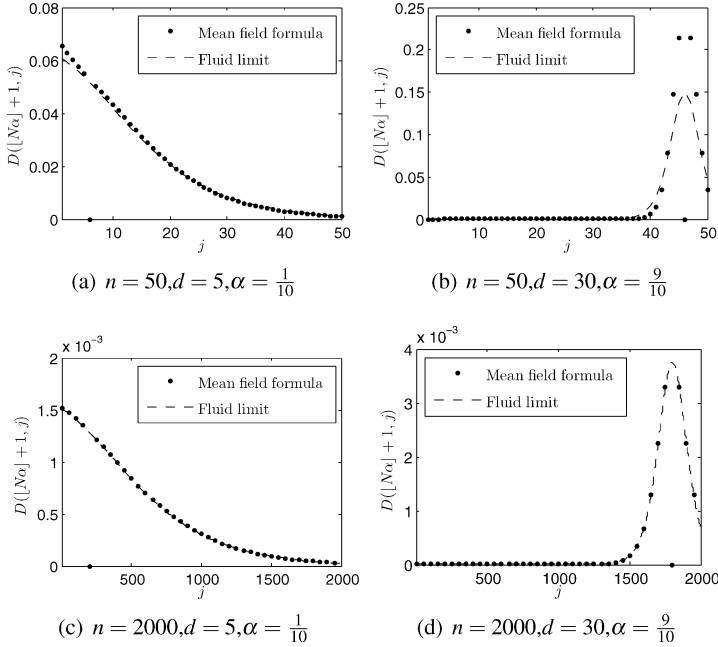 0.08
0.06
0.04
0.02
0
D(⌊Nα⌋ + 1, j)
Mean field formula
Fluid limit
10 20 30 40 50
j
(a) n = 50,d = 5,α = 1/10
0.25
0.2
0.15
0.1
0.05
0
D(⌊Nα⌋ + 1, j)
Mean field formula
Fluid limit
10 20 30 40 50
j
(b) n = 50,d = 30,α = 9/10
x 10⁻³
2
1.5
1
0.5
0
D(⌊Nα⌋ + 1, j)
Mean field formula
Fluid limit
500 1000 1500 2000
j
(c) n = 2000,d = 5,α = 1/10
x 10⁻³
4
3
2
1
0
D(⌊Nα⌋ + 1, j)
Mean field formula
Fluid limit
500 1000 1500 2000
j
(d) n = 2000,d = 30,α = 9/10